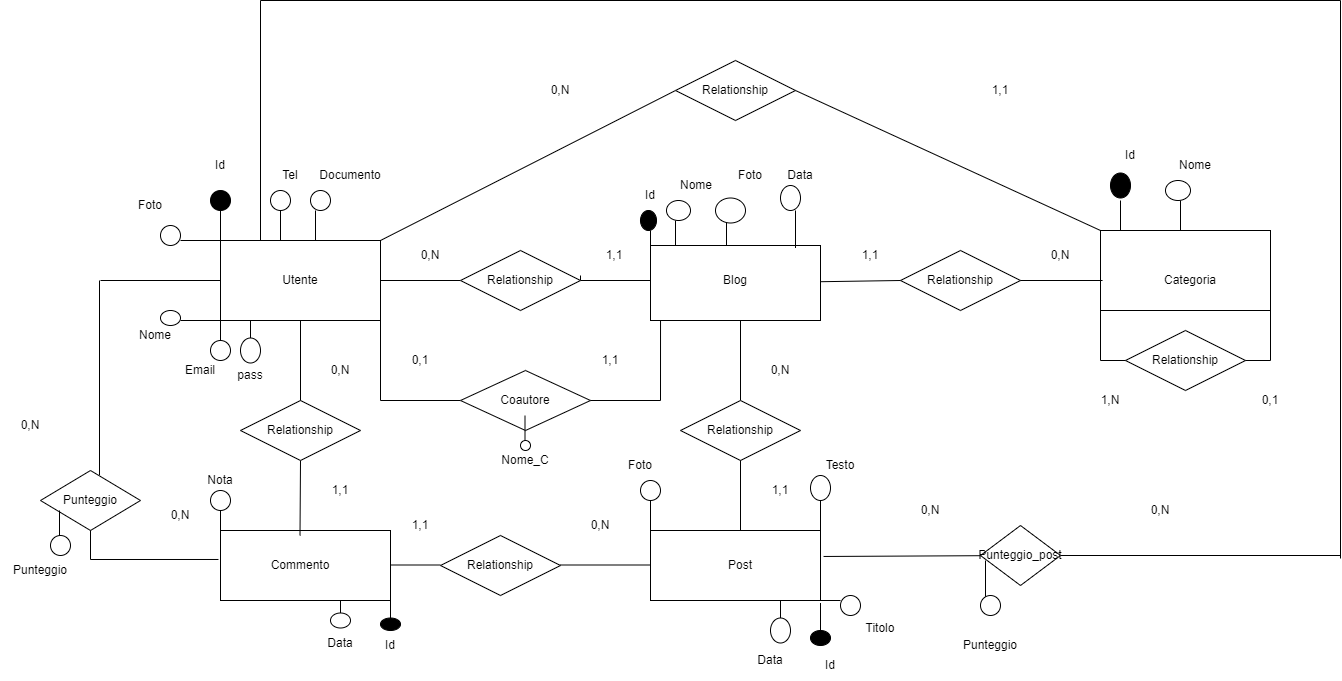 Relationship
0,N
1,1
Id
Id
Nome
Tel
Documento
Foto
Data
Nome
Id
Foto
0,N
1,1
1,1
0,N
Utente
Relationship
Blog
Relationship
Categoria
Nome
Email
pass
0,N
0,1
1,1
0,N
Relationship
1,N
0,1
Coautore
0,N
Relationship
Relationship
Nome_C
Foto
Testo
Nota
1,1
1,1
Punteggio
0,N
0,N
0,N
1,1
0,N
Punteggio_post
Commento
Relationship
Post
Punteggio
Titolo
Data
Id
Punteggio
Data
Id